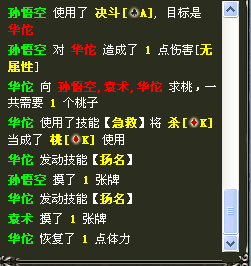 孙悟空 使用了 决斗[♠A], 目标是
华佗
孙悟空 对 华佗 造成了 1 点伤害[无
属性]
华佗 向 孙悟空,袁术,华佗 求桃，一
共需要 1 个桃子
华佗 使用了技能【急救】将 杀[♦K]
当成了 桃[♦K] 使用
华佗 发动技能【扬名】
孙悟空 摸了 1 张牌
华佗 发动技能【扬名】
袁术 摸了 1 张牌
华佗 恢复了 1 点体力